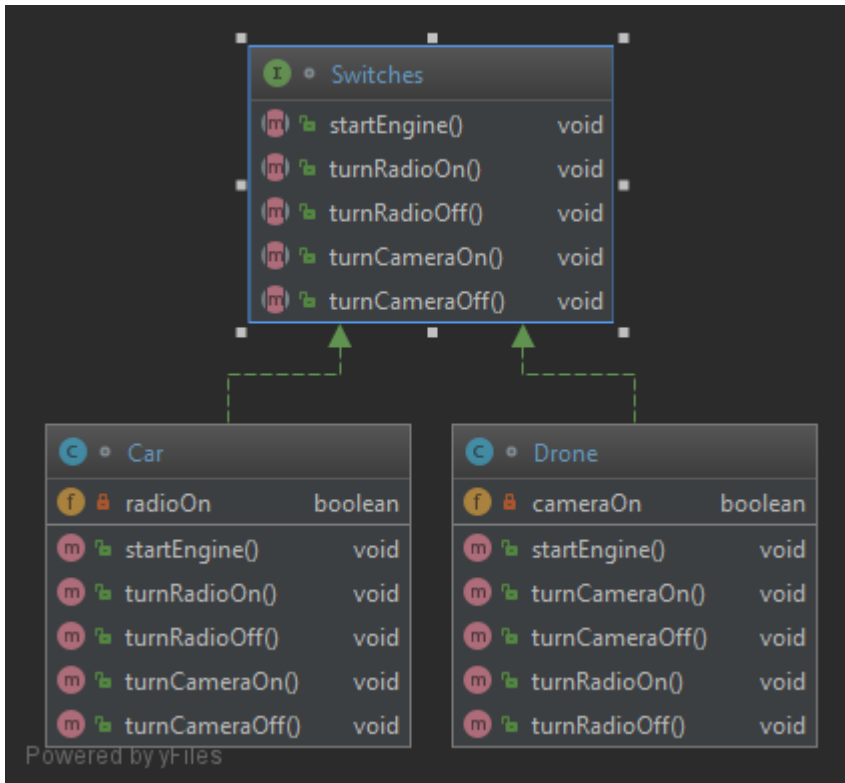 I Switches
m startEngine() void
m turnRadioOn() void
m turnRadioOff() void
m turnCameraOn() void
m turnCameraOff() void
C Car
f radioOn boolean
m startEngine() void
m turnRadioOn() void
m turnRadioOff() void
m turnCameraOn() void
m turnCameraOff() void
C Drone
f cameraOn boolean
m startEngine() void
m turnCameraOn() void
m turnCameraOff() void
m turnRadioOn() void
m turnRadioOff() void
Powered by yFiles